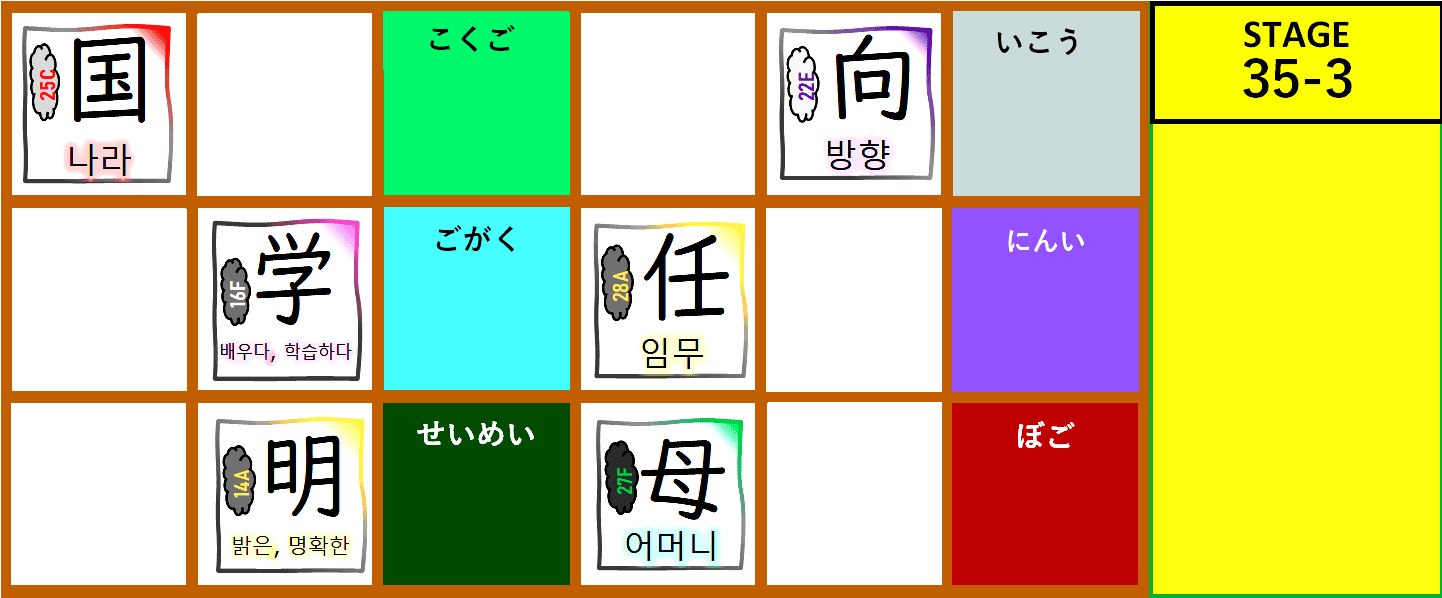 25C
国
나라
こくご
22E
向
방향
いこう
STAGE
35-3
16F
学
배우다, 학습하다
ごがく
28A
任
임무
にんい
14A
明
밝은, 명확한
せいめい
27F
母
어머니
ぼご